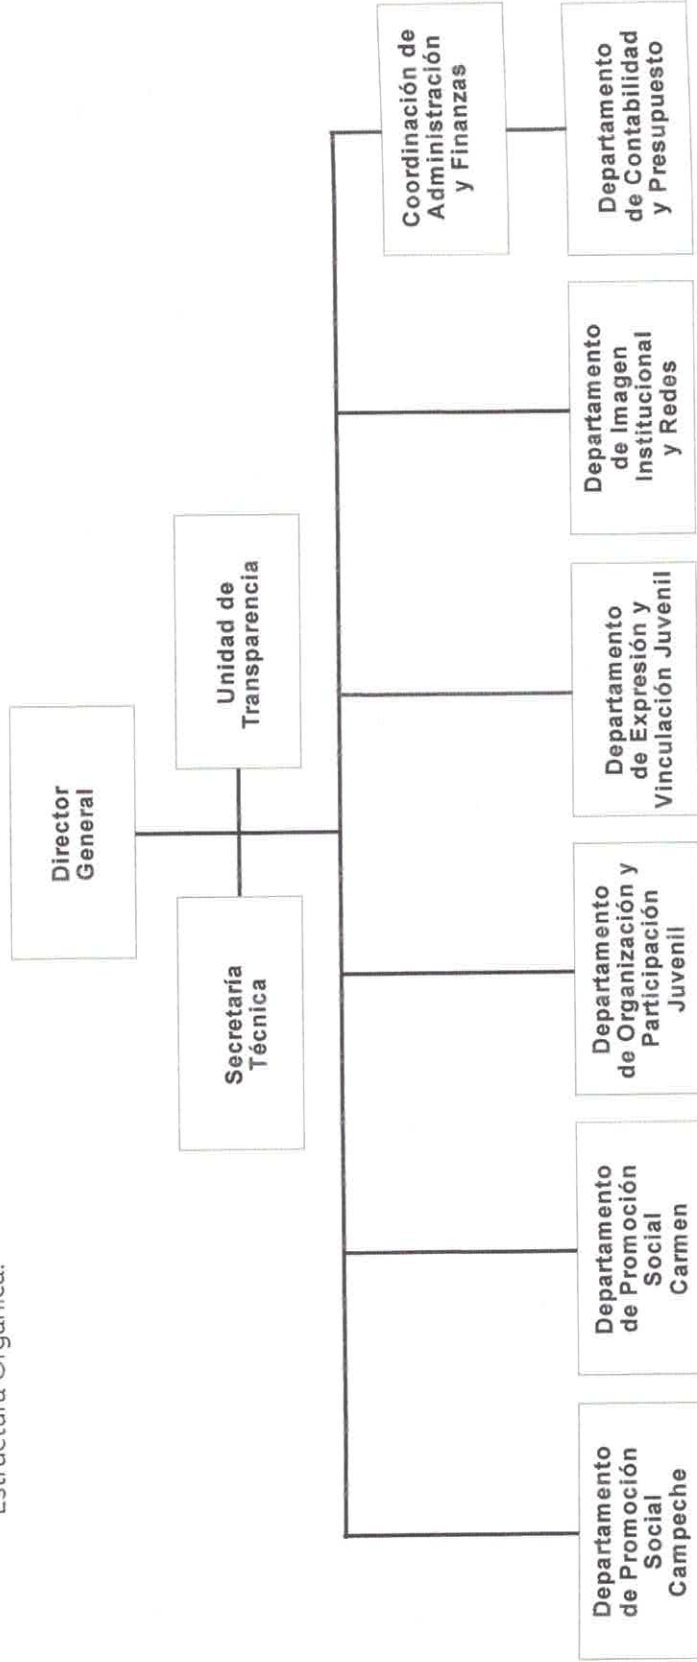 Estructura Orgánica.
Director
General
Secretaría
Técnica
Unidad de
Transparencia
Coordinación de
Administración
y Finanzas
Departamento
de Promoción
Social
Campeche
Departamento
de Promoción
Social
Carmen
Departamento
de Organización y
Participación
Juvenil
Departamento
de Expresión y
Vinculación Juvenil
Departamento
de Imagen
Institucional
y Redes
Departamento
de Contabilidad
y Presupuesto